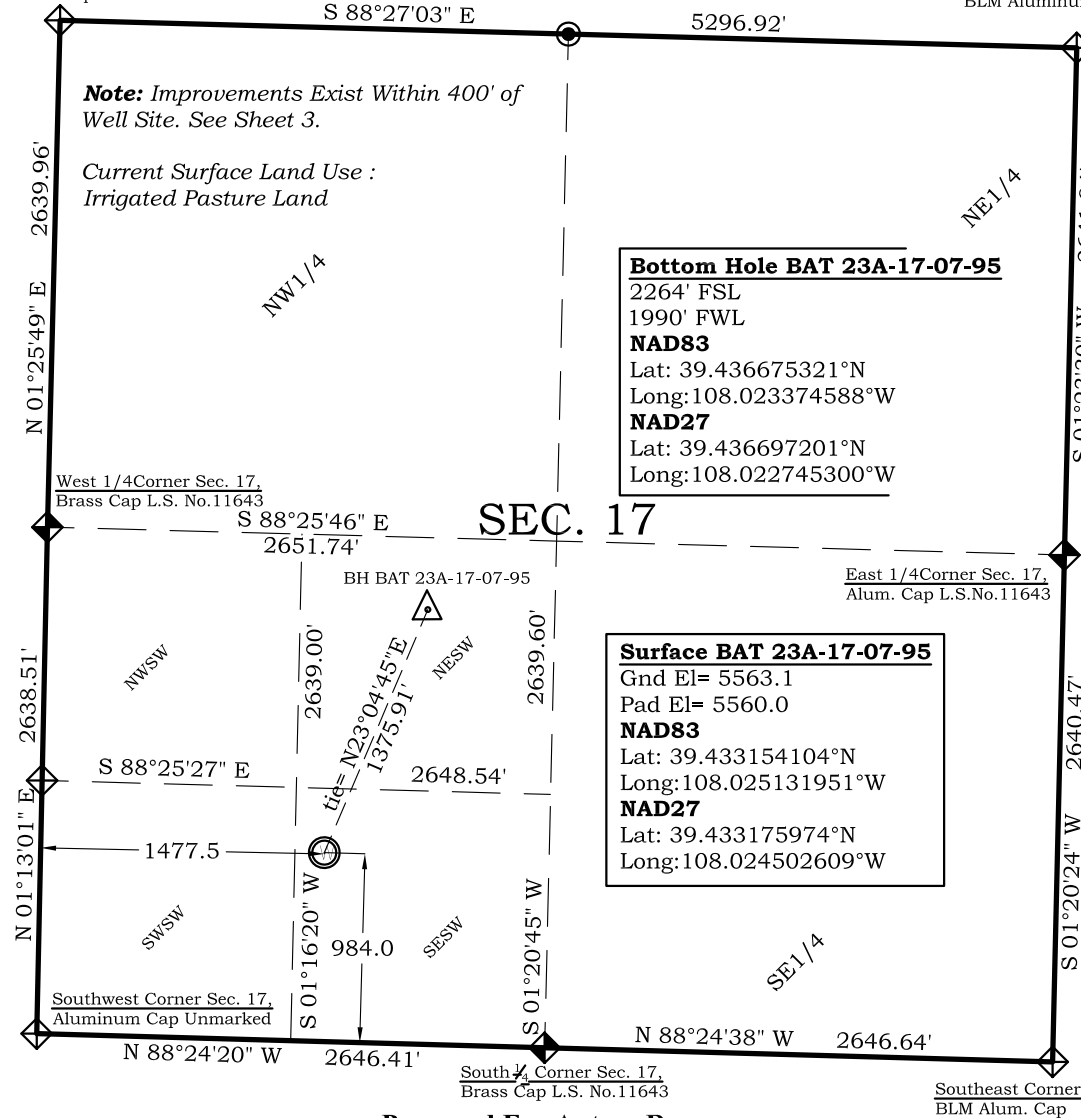 BLM Aluminum
S 88°27'03" E
5296.92'
Note: Improvements Exist Within 400' of
Well Site. See Sheet 3.
Current Surface Land Use :
Irrigated Pasture Land
2639.96'
N 01°25'49" E
NW1/4
NE1/4
Bottom Hole BAT 23A-17-07-95
2264' FSL
1990' FWL
NAD83
Lat: 39.436675321°N
Long:108.023374588°W
NAD27
Lat: 39.436697201°N
Long:108.022745300°W
West 1/4Corner Sec. 17,
Brass Cap L.S. No.11643
S 88°25'46" E
2651.74'
SEC. 17
BH BAT 23A-17-07-95
East 1/4Corner Sec. 17,
Alum. Cap L.S.No.11643
2638.51'
NWSW
2639.00'
tie= N23°04'45"E
1375.91'
NESW
2639.60'
Surface BAT 23A-17-07-95
Gnd El= 5563.1
Pad El= 5560.0
NAD83
Lat: 39.433154104°N
Long:108.025131951°W
NAD27
Lat: 39.433175974°N
Long:108.024502609°W
2640.47'
S 88°25'27" E
2648.54'
N 01°13'01" E
1477.5
SWSW
S 01°16'20" W
984.0
SESW
S 01°20'45" W
SE1/4
S 01°20'24" W
Southwest Corner Sec. 17,
Aluminum Cap Unmarked
N 88°24'20" W
2646.41'
N 88°24'38" W
2646.64'
South 1/4 Corner Sec. 17,
Brass Cap L.S. No.11643
Southeast Corner
BLM Alum. Cap